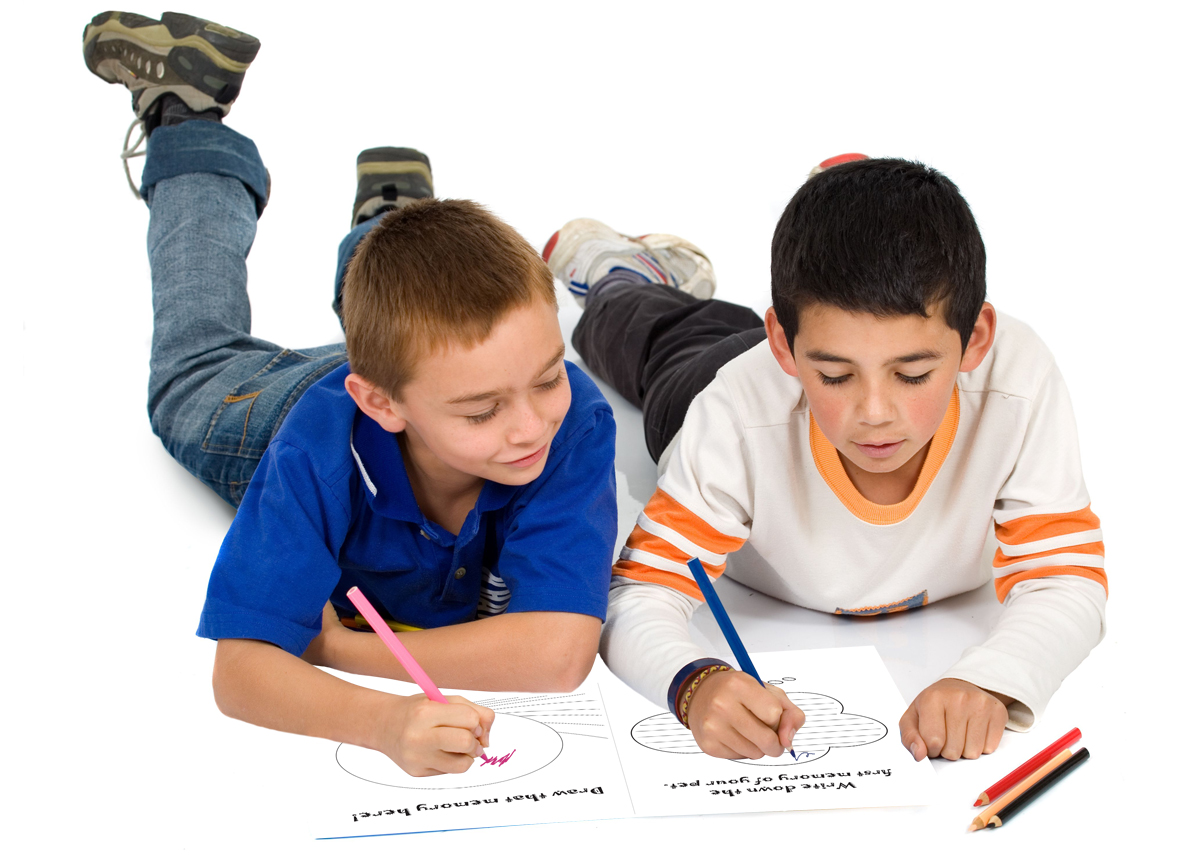 Write down the
first memory of your pet.
Draw that memory here!